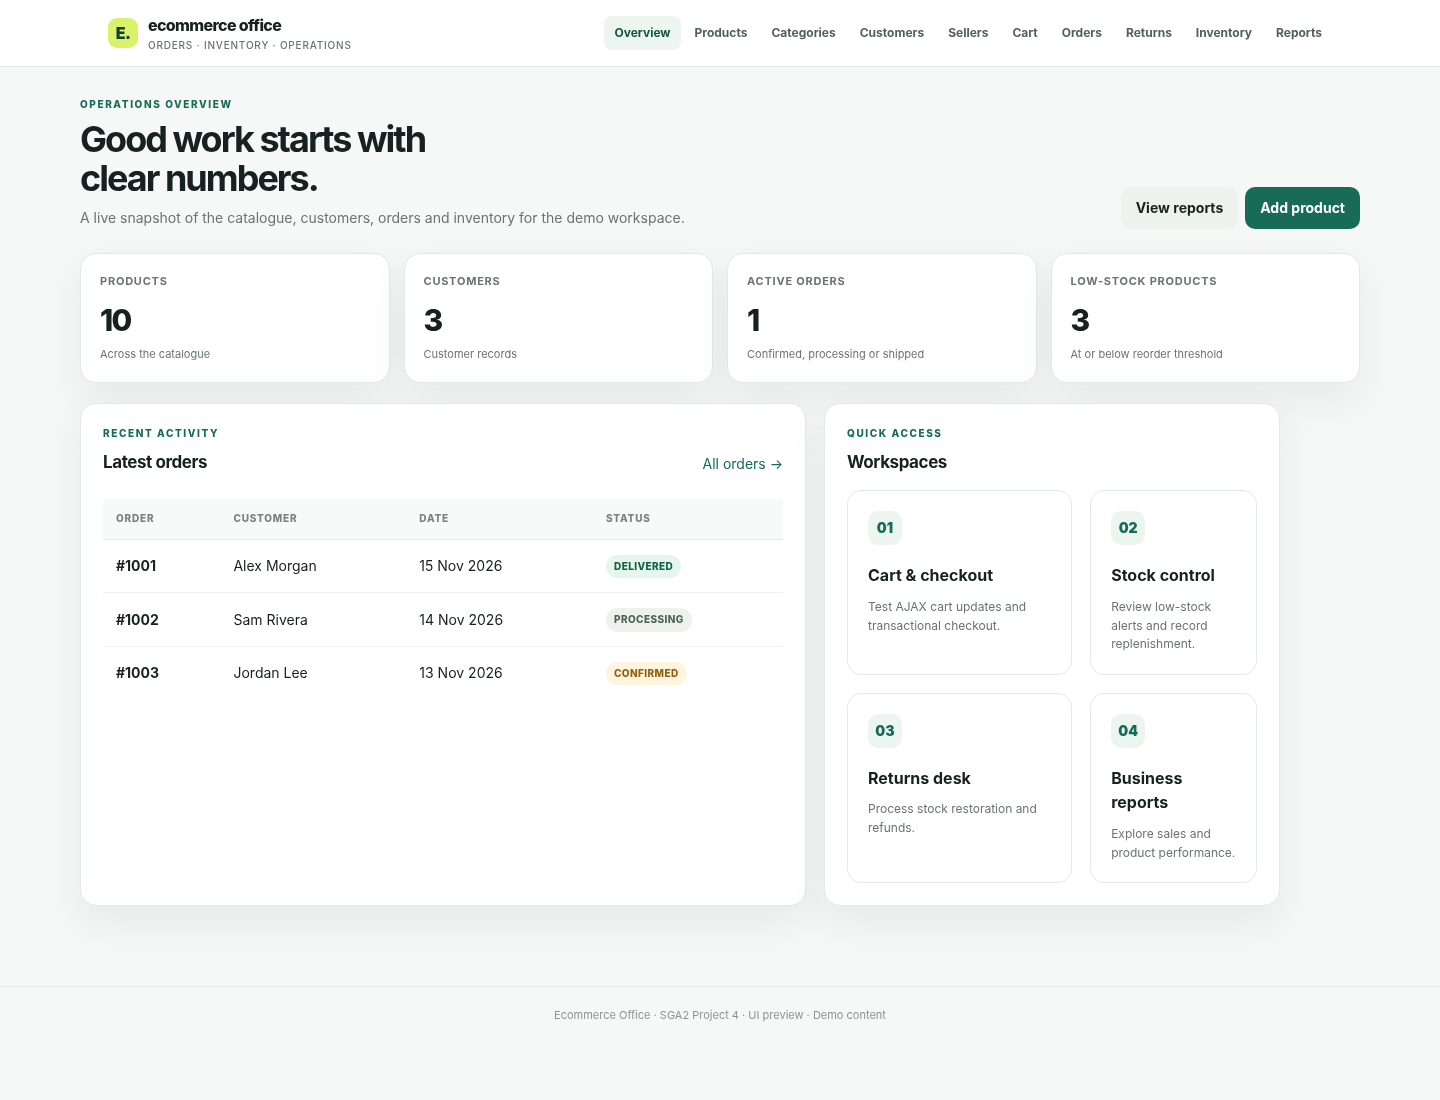 E.
ecommerce office
ORDERS · INVENTORY · OPERATIONS
Overview
Products
Categories
Customers
Sellers
Cart
Orders
Returns
Inventory
Reports
OPERATIONS OVERVIEW
Good work starts with
clear numbers.
A live snapshot of the catalogue, customers, orders and inventory for the demo workspace.
View reports
Add product
PRODUCTS
10
Across the catalogue
CUSTOMERS
3
Customer records
ACTIVE ORDERS
1
Confirmed, processing or shipped
LOW-STOCK PRODUCTS
3
At or below reorder threshold
RECENT ACTIVITY
Latest orders
All orders →
ORDER CUSTOMER DATE STATUS
#1001 Alex Morgan 15 Nov 2026 DELIVERED
#1002 Sam Rivera 14 Nov 2026 PROCESSING
#1003 Jordan Lee 13 Nov 2026 CONFIRMED
QUICK ACCESS
Workspaces
01
Cart & checkout
Test AJAX cart updates and
transactional checkout.
02
Stock control
Review low-stock
alerts and record
replenishment.
03
Returns desk
Process stock restoration and
refunds.
04
Business
reports
Explore sales and
product performance.
Ecommerce Office · SGA2 Project 4 · UI preview · Demo content